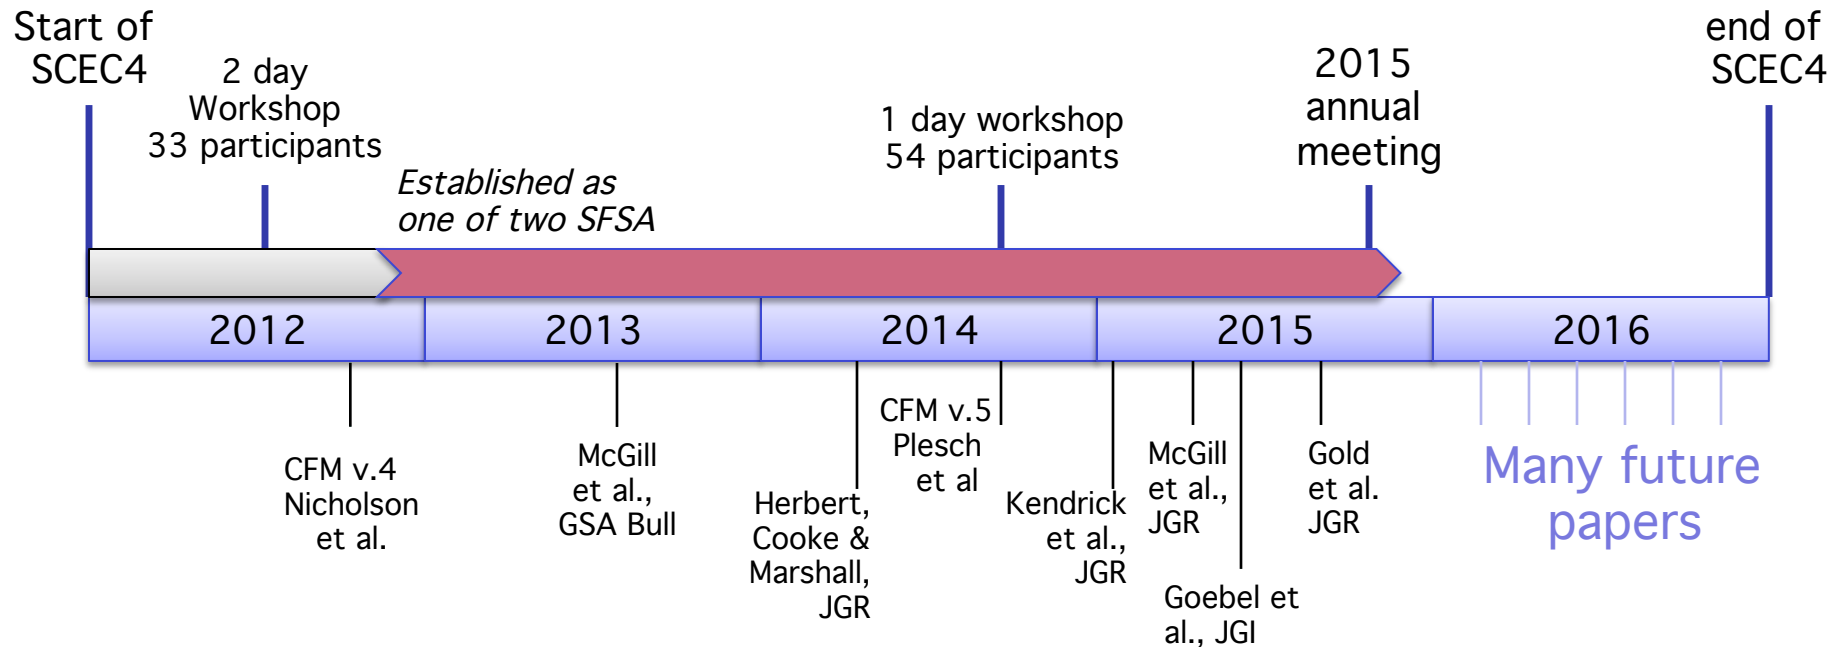 Start of
SCEC4
2 day
Workshop
33 participants
Established as
one of two SFSA
1 day workshop
54 participants
2015
annual
meeting
end of
SCEC4
2012
2013
2014
2015
2016
CFM v.4
Nicholson
et al.
McGill
et al.,
GSA Bull
Herbert,
Cooke &
Marshall,
JGR
CFM v.5
Plesch
et al
Kendrick
et al.,
JGR
McGill
et al.,
JGR
Goebel et
al., JGI
Gold
et al.
JGR
Many future
papers